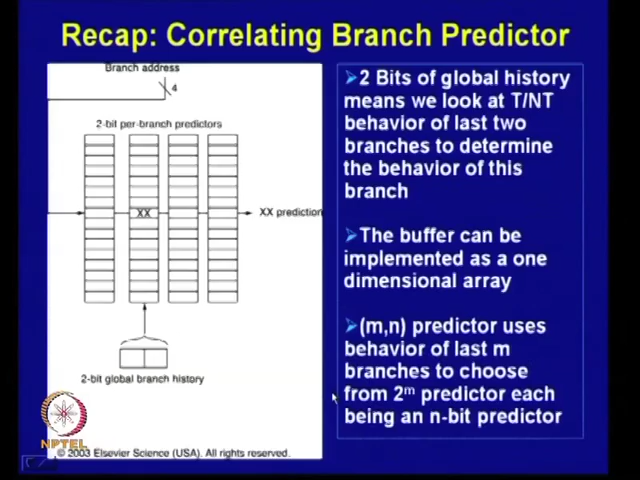 Recap: Correlating Branch Predictor
Branch address
4
2-bit per-branch predictors
XX
XX prediction
2-bit global branch history
NPTEL
© 2003 Elsevier Science (USA). All rights reserved.
➢2 Bits of global history
means we look at T/NT
behavior of last two
branches to determine
the behavior of this
branch
➢The buffer can be
implemented as a one
dimensional array
➢(m,n) predictor uses
behavior of last m
branches to choose
from 2ᵐ predictor each
being an n-bit predictor